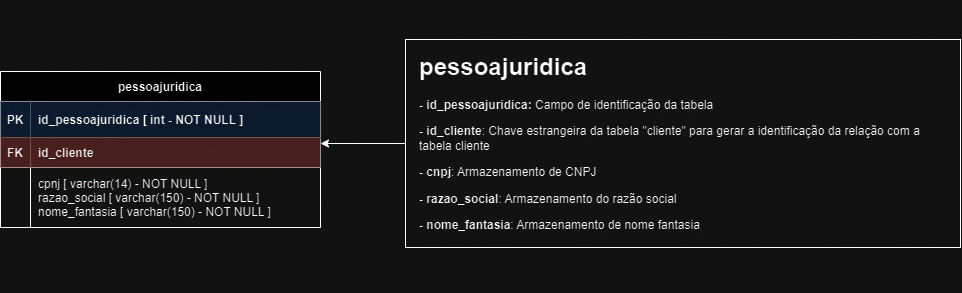 pessoajuridica
PK id_pessoajuridica [ int - NOT NULL ]
FK id_cliente
cpnj [ varchar(14) - NOT NULL ]
razao_social [ varchar(150) - NOT NULL ]
nome_fantasia [ varchar(150) - NOT NULL ]
pessoajuridica
- id_pessoajuridica: Campo de identificação da tabela
- id_cliente: Chave estrangeira da tabela "cliente" para gerar a identificação da relação com a
tabela cliente
- cnpj: Armazenamento de CNPJ
- razao_social: Armazenamento do razão social
- nome_fantasia: Armazenamento de nome fantasia